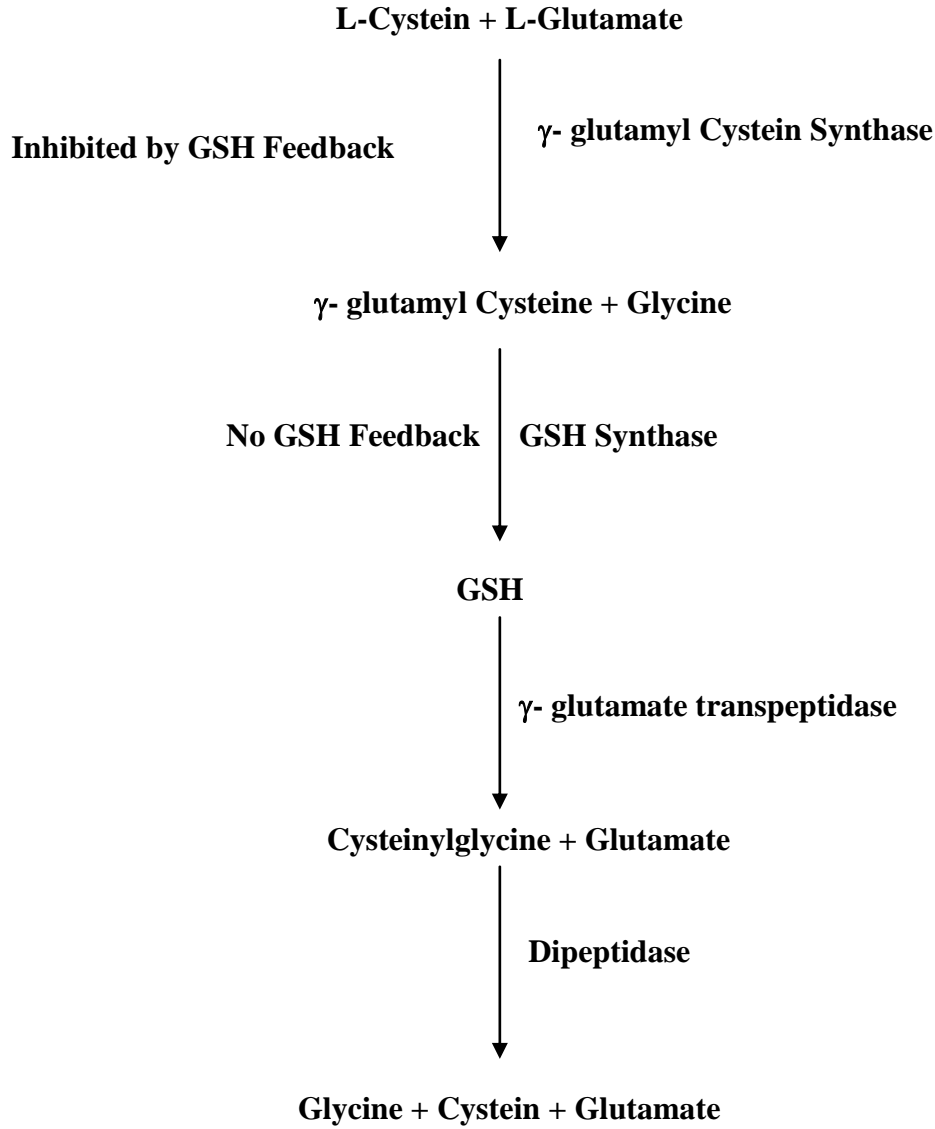 L-Cystein + L-Glutamate
γ- glutamyl Cystein Synthase
Inhibited by GSH Feedback
γ- glutamyl Cysteine + Glycine
No GSH Feedback
GSH Synthase
GSH
γ- glutamate transpeptidase
Cysteinylglycine + Glutamate
Dipeptidase
Glycine + Cystein + Glutamate